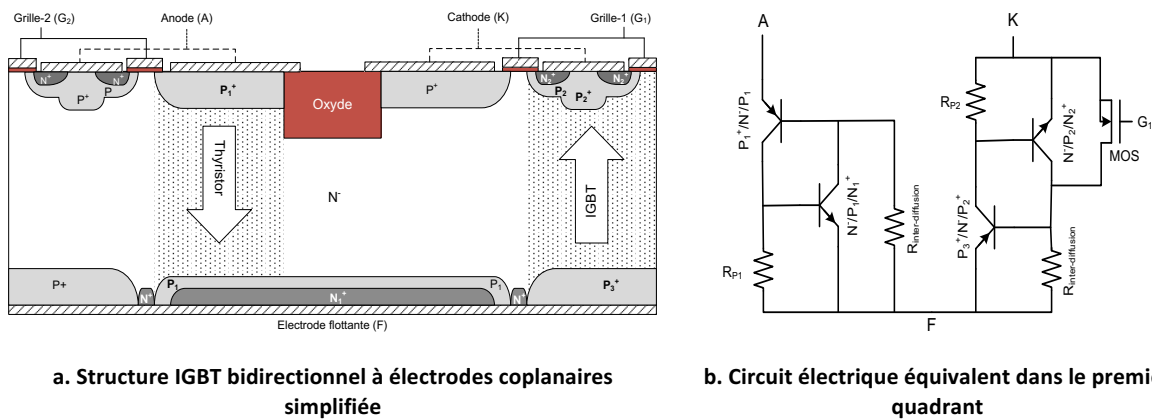 Grille-2 (G2)
Anode (A)
Cathode (K)
Grille-1 (G1)
N+
N+
P
P+
P1+
Oxyde
P+
N2+
N2+
P2
P2+
Thyristor
N-
IGBT
P+
N+
P1
N1+
P1
N+
P3+
Electrode flottante (F)
A
K
P1+/N-/P1
N-/P1/N1+
Rinter-diffusion
RP1
RP2
N-/P2/N2+
G1
MOS
P3+/N-/P2+
Rinter-diffusion
F
a. Structure IGBT bidirectionnel à électrodes coplanaires
simplifiée
b. Circuit électrique équivalent dans le premie
quadrant